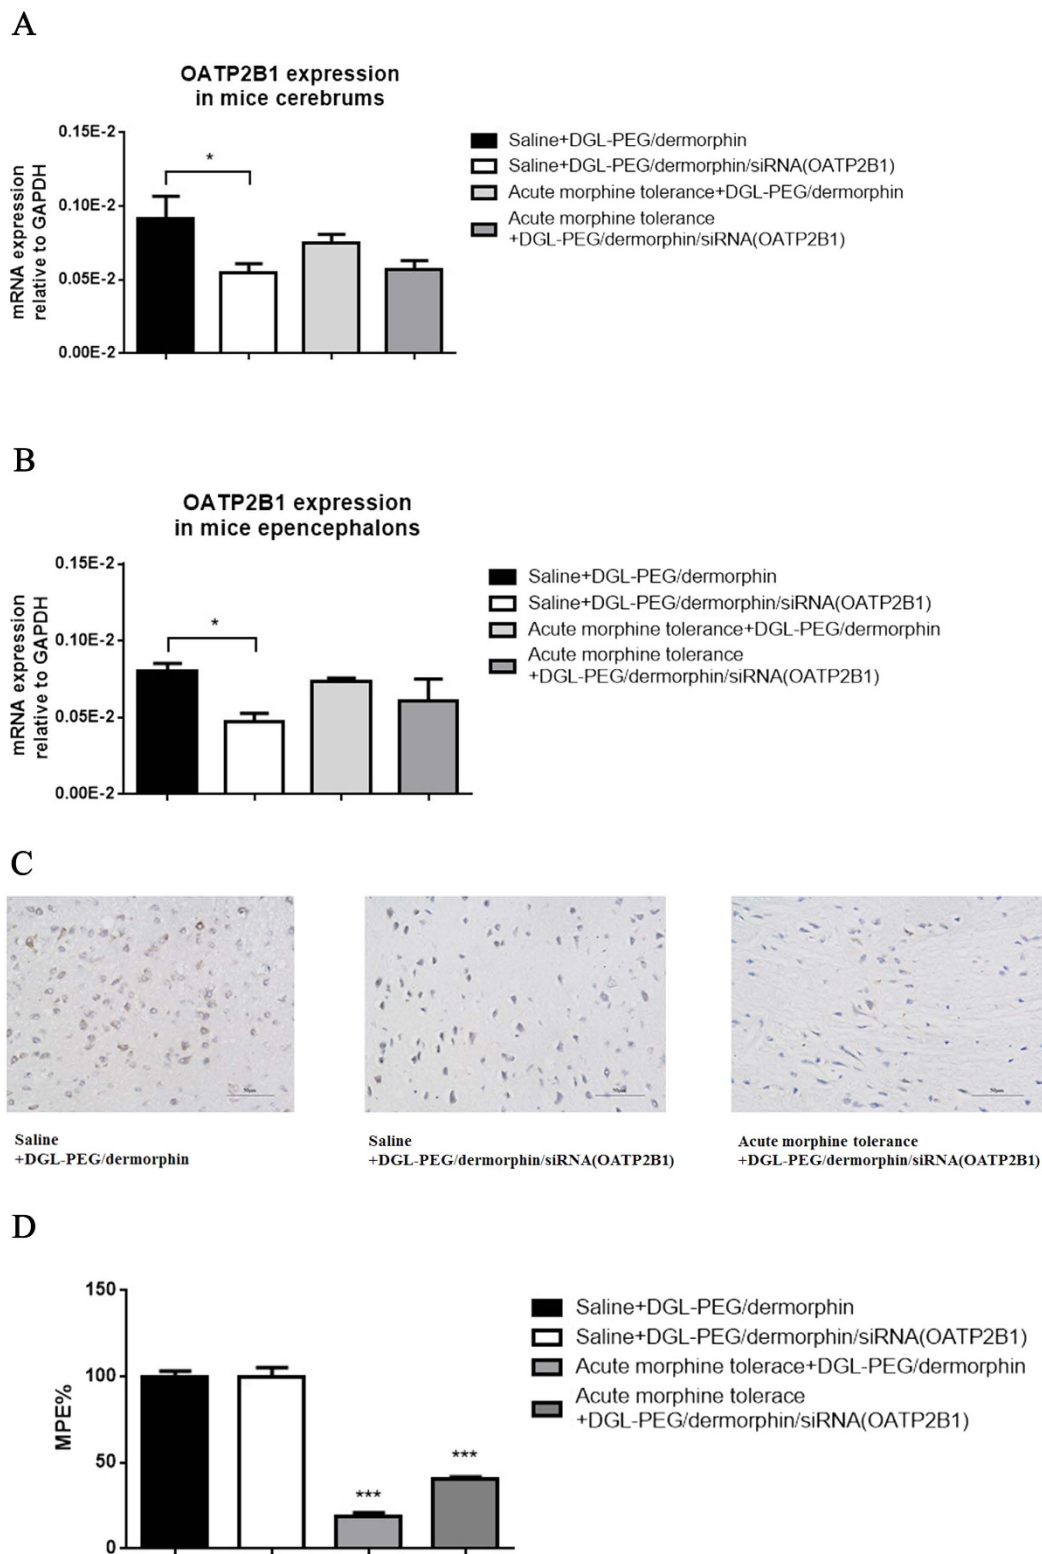 A
OATP2B1 expression
in mice cerebrums
mRNA expression
relative to GAPDH
0.15E-2
0.10E-2
0.05E-2
0.00E-2
*
Saline+DGL-PEG/dermorphin
Saline+DGL-PEG/dermorphin/siRNA(OATP2B1)
Acute morphine tolerance+DGL-PEG/dermorphin
Acute morphine tolerance
+DGL-PEG/dermorphin/siRNA(OATP2B1)
B
OATP2B1 expression
in mice epencephalons
mRNA expression
relative to GAPDH
0.15E-2
0.10E-2
0.05E-2
0.00E-2
*
Saline+DGL-PEG/dermorphin
Saline+DGL-PEG/dermorphin/siRNA(OATP2B1)
Acute morphine tolerance+DGL-PEG/dermorphin
Acute morphine tolerance
+DGL-PEG/dermorphin/siRNA(OATP2B1)
C
50μm
50μm
50μm
Saline
+DGL-PEG/dermorphin
Saline
+DGL-PEG/dermorphin/siRNA(OATP2B1)
Acute morphine tolerance
+DGL-PEG/dermorphin/siRNA(OATP2B1)
D
MPE%
150
100
50
0
***
***
Saline+DGL-PEG/dermorphin
Saline+DGL-PEG/dermorphin/siRNA(OATP2B1)
Acute morphine tolerace+DGL-PEG/dermorphin
Acute morphine tolerace
+DGL-PEG/dermorphin/siRNA(OATP2B1)